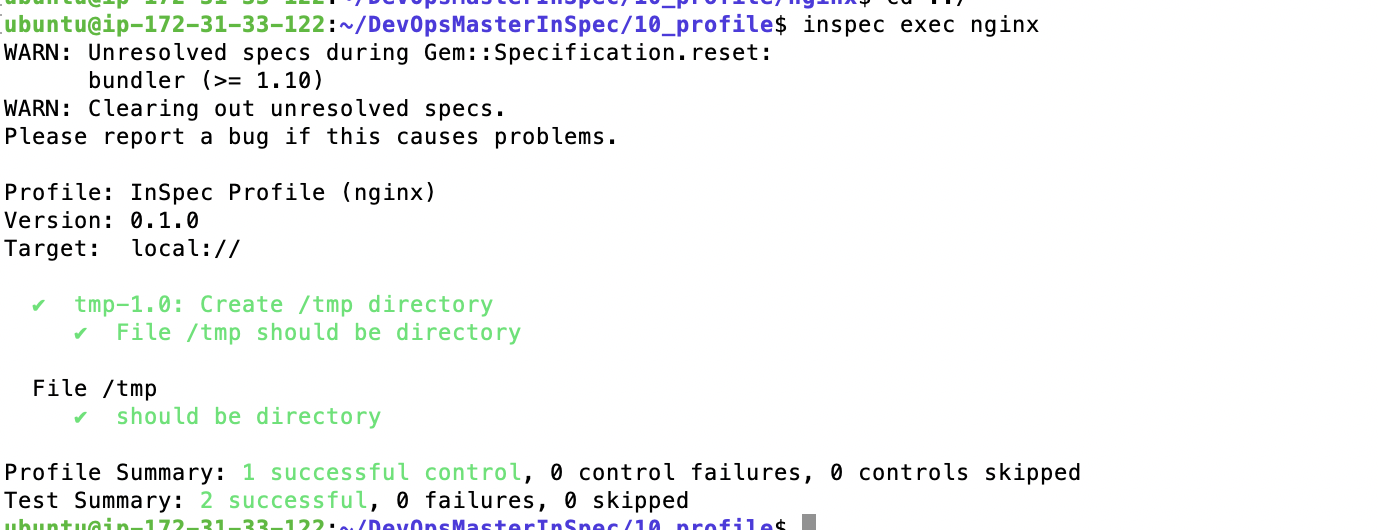 ubuntu@ip-172-31-33-122:~/DevOpsMasterInSpec/10_profile/nginx$ cd ../
ubuntu@ip-172-31-33-122:~/DevOpsMasterInSpec/10_profile$ inspec exec nginx
WARN: Unresolved specs during Gem::Specification.reset:
      bundler (>= 1.10)
WARN: Clearing out unresolved specs.
Please report a bug if this causes problems.

Profile: InSpec Profile (nginx)
Version: 0.1.0
Target:  local://

  ✔  tmp-1.0: Create /tmp directory
     ✔  File /tmp should be directory

  File /tmp
     ✔  should be directory

Profile Summary: 1 successful control, 0 control failures, 0 controls skipped
Test Summary: 2 successful, 0 failures, 0 skipped
ubuntu@ip-172-31-33-122:~/DevOpsMasterInSpec/10_profile$